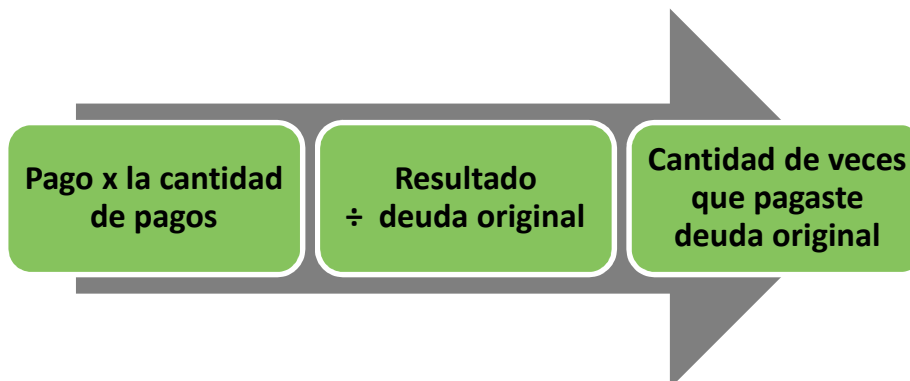 Pago x la cantidad
de pagos
Resultado
÷ deuda original
Cantidad de veces
que pagaste
deuda original